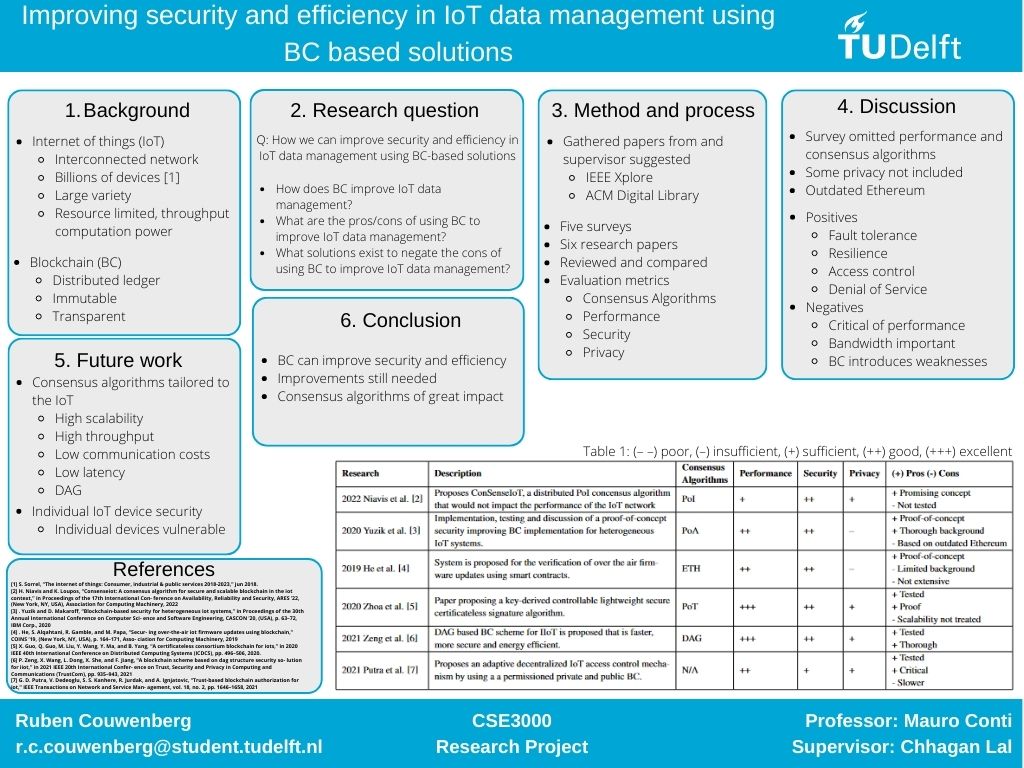 Improving security and efficiency in IoT data management using
BC based solutions
TUDelft
1. Background
• Internet of things (IoT)
o Interconnected network
o Billions of devices [1]
o Large variety
o Resource limited, throughput
computation power
• Blockchain (BC)
o Distributed ledger
o Immutable
o Transparent
2. Research question
Q: How we can improve security and efficiency in
IoT data management using BC-based solutions
• How does BC improve IoT data
management?
• What are the pros/cons of using BC to
improve IoT data management?
• What solutions exist to negate the cons of
using BC to improve IoT data management?
3. Method and process
• Gathered papers from and
supervisor suggested
o IEEE Xplore
o ACM Digital Library
• Five surveys
• Six research papers
• Reviewed and compared
• Evaluation metrics
o Consensus Algorithms
o Performance
o Security
o Privacy
4. Discussion
• Survey omitted performance and
consensus algorithms
• Some privacy not included
• Outdated Ethereum
• Positives
o Fault tolerance
o Resilience
o Access control
o Denial of Service
• Negatives
o Critical of performance
o Bandwidth important
o BC introduces weaknesses
5. Future work
• Consensus algorithms tailored to
the IoT
o High scalability
o High throughput
o Low communication costs
o Low latency
o DAG
• Individual IoT device security
o Individual devices vulnerable
6. Conclusion
• BC can improve security and efficiency
• Improvements still needed
• Consensus algorithms of great impact
Table 1: (– –) poor, (–) insufficient, (+) sufficient, (++) good, (+++) excellent
Research Description Consensus Algorithms Performance Security Privacy (+) Pros (-) Cons
2022 Niavis et al. [2] Proposes ConSenseIoT, a distributed PoI concensus algorithm PoI + ++ + + Promising concept
that would not impact the performance of the IoT network - Not tested
2020 Yuzik et al. [3] Implementation, testing and discussion of a proof-of-concept PoA ++ ++ – + Proof-of-concept
security improving BC implementation for heterogeneous + Thorough background
IoT systems. - Based on outdated Ethereum
2019 He et al. [4] System is proposed for the verification of over the air firm- ETH ++ ++ – + Proof-of-concept
ware updates using smart contracts. - Limited background
- Not extensive
2020 Zhoa et al. [5] Paper proposing a key-derived controllable lightweight secure PoT +++ ++ + + Tested
certificateless signature algorithm. + Proof
- Scalability not treated
2021 Zeng et al. [6] DAG based BC scheme for IIoT is proposed that is faster, DAG +++ ++ + + Tested
more secure and energy efficient. + Thorough
2021 Putra et al. [7] Proposes an adaptive decentralized IoT access control mecha- N/A ++ + + + Tested
nism by using a a permissioned private and public BC. + Critical
- Slower
References
[1] S. Sorrel, "The internet of things: Consumer, industrial & public services 2018-2023," Jun 2018.
[2] H. Niavis and K. Loupos, "Consenseiot: A consensus algorithm for secure and scalable blockchain in the iot
context," in Proceedings of the 17th International Con- ference on Availability, Reliability and Security, ARES '22,
(New York, NY, USA), Association for Computing Machinery, 2022
[3] . Yuzik and D. Makaroff, "Blockchain-based security for heterogeneous iot systems," in Proceedings of the 30th
Annual International Conference on Computer Sci- ence and Software Engineering, CASCON '20, (USA), p. 63–72,
IBM Corp., 2020
[4] . He, S. Alqahtani, R. Gamble, and M. Papa, "Secur- ing over-the-air iot firmware updates using blockchain,"
COINS '19, (New York, NY, USA), p. 164–171, Asso- ciation for Computing Machinery, 2019
[5] X. Guo, Q. Guo, M. Liu, Y. Wang, Y. Ma, and B. Yang, "A certificateless consortium blockchain for iots," in 2020
IEEE 40th International Conference on Distributed Computing Systems (ICDCS), pp. 496–506, 2020.
[6] P. Zeng, X. Wang, L. Dong, X. She, and F. Jiang, "A blockchain scheme based on dag structure security so- lution
for iiot," in 2021 IEEE 20th International Confer- ence on Trust, Security and Privacy in Computing and
Communications (TrustCom), pp. 935–943, 2021
[7] G. D. Putra, V. Dedeoglu, S. S. Kanhere, R. Jurdak, and A. Ignjatovic, "Trust-based blockchain authorization for
iot," IEEE Transactions on Network and Service Man- agement, vol. 18, no. 2, pp. 1646–1658, 2021
Ruben Couwenberg
r.c.couwenberg@student.tudelft.nl
CSE3000
Research Project
Professor: Mauro Conti
Supervisor: Chhagan Lal